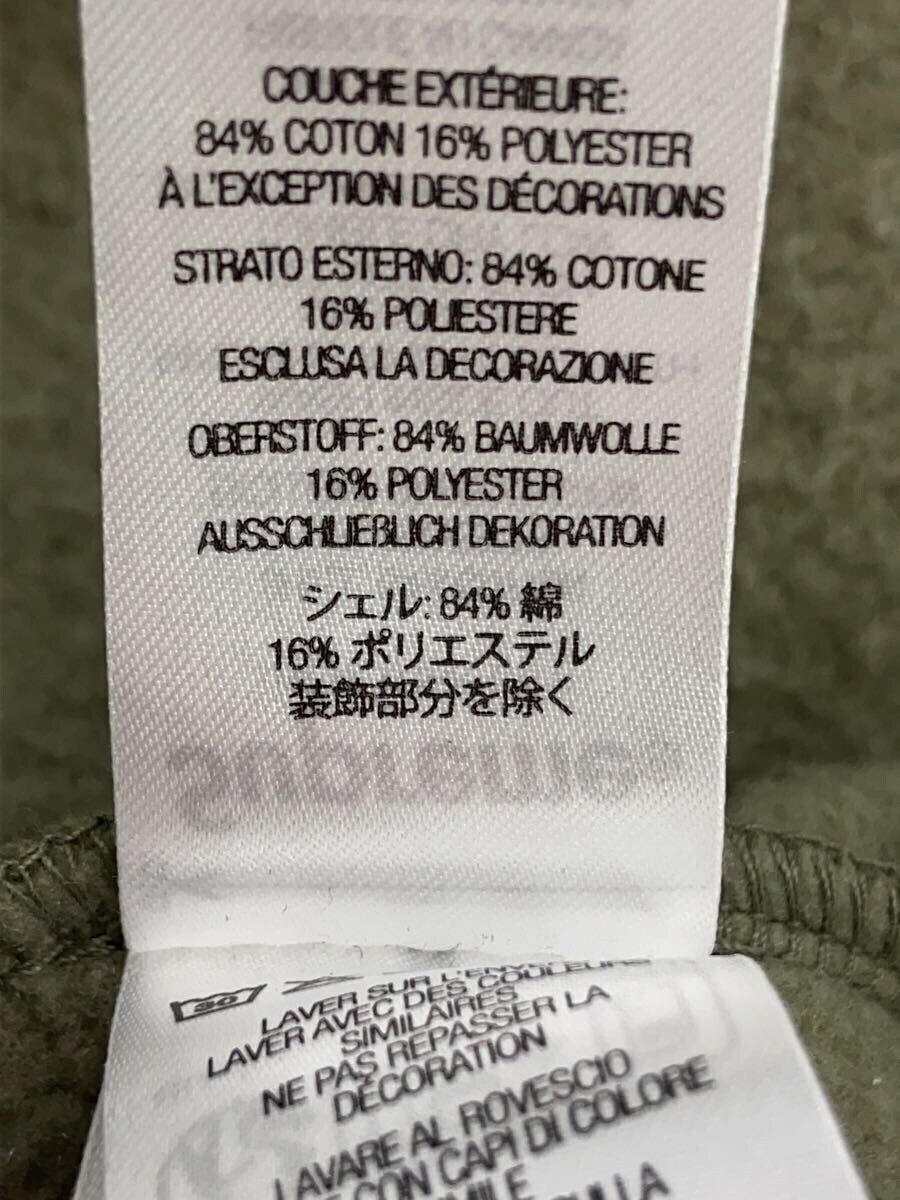 COUCHE EXTÉRIEURE:
84% COTON 16% POLYESTER
À L'EXCEPTION DES DÉCORATIONS
STRATO ESTERNO: 84% COTONE
16% POLIESTERE
ESCLUSA LA DECORAZIONE
OBERSTOFF: 84% BAUMWOLLE
16% POLYESTER
AUSSCHLIEßLICH DEKORATION
シェル: 84% 綿
16% ポリエステル
装飾部分を除く
30
LAVER SUR
LAVER AVEC DES COULEURS
SIMILAIRES
NE PAS REPASSER LA
DÉCORATION
LAVARE AL ROVESCIO
CON CAPI DI COLORE